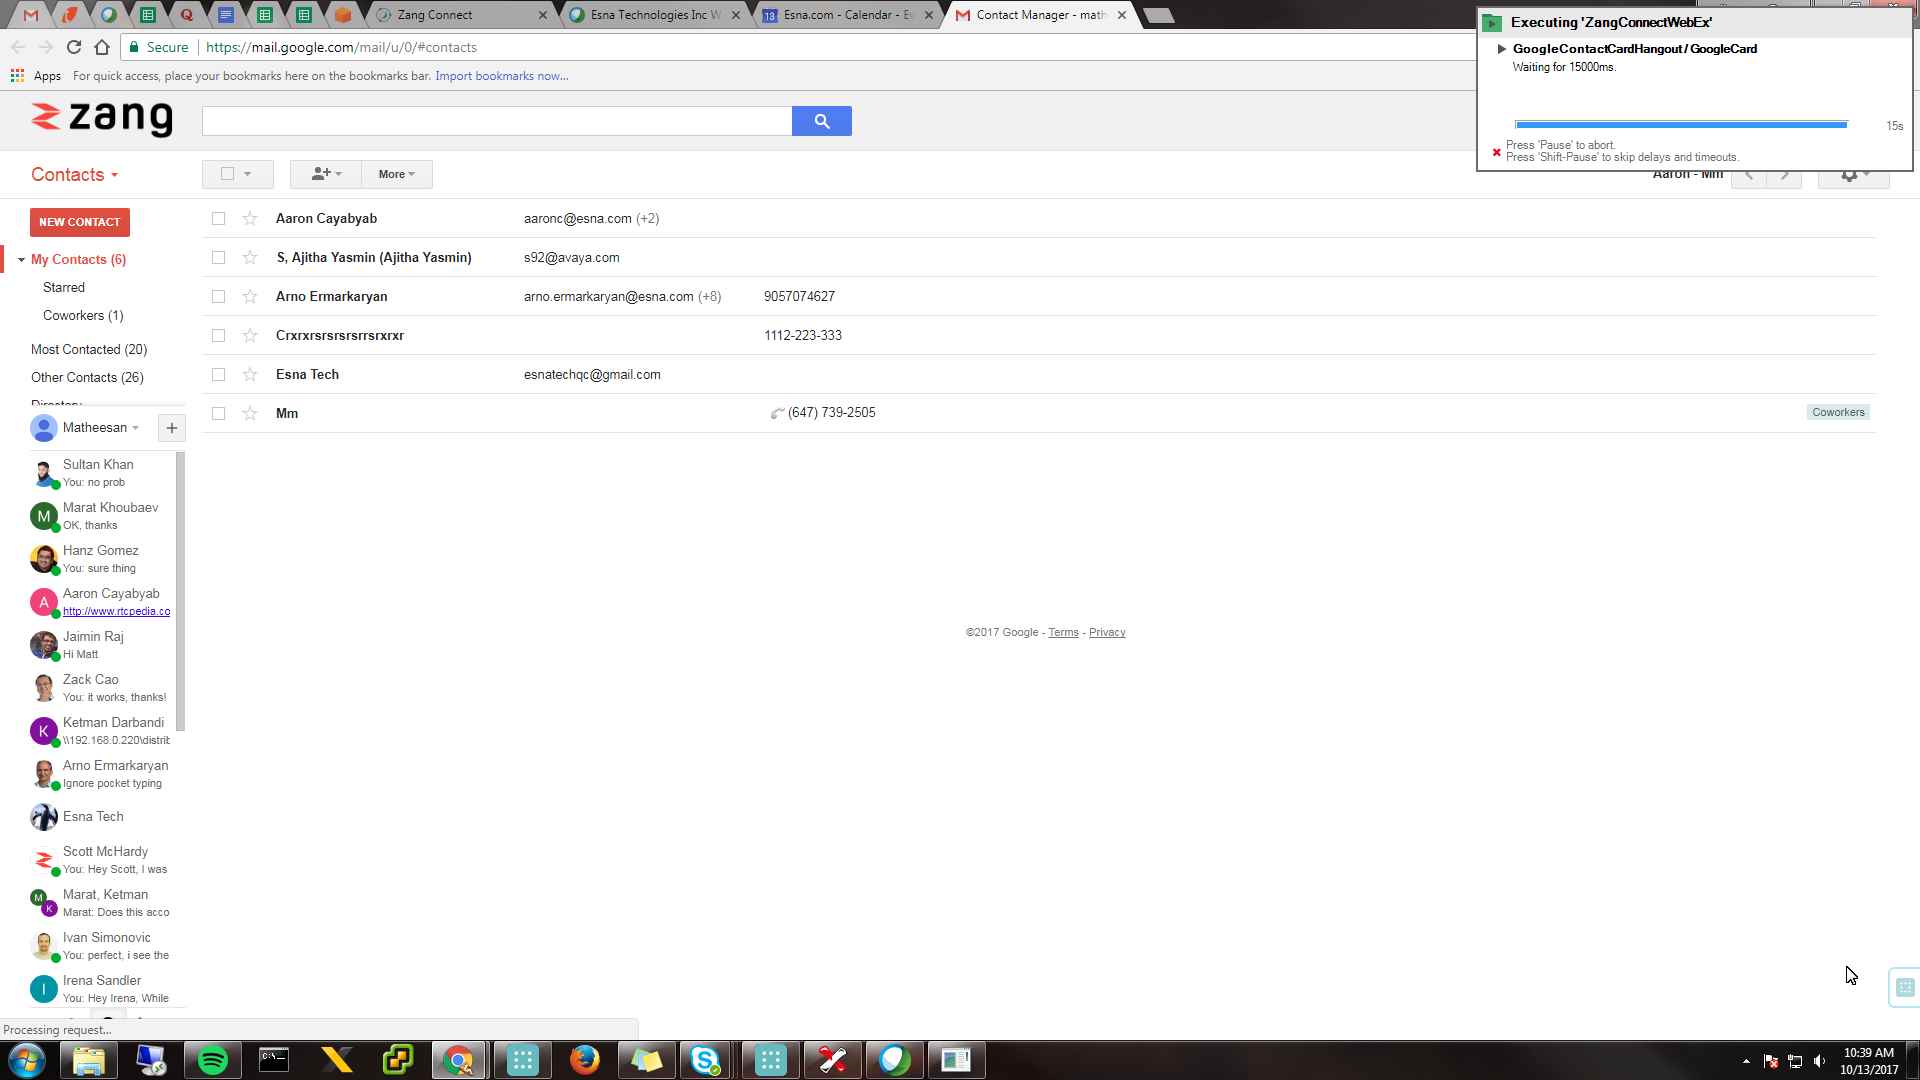 Zang Connect
Esna Technologies Inc W
13 Esna.com - Calendar - Es
Contact Manager - math
Secure
https://mail.google.com/mail/u/0/#contacts
Apps
For quick access, place your bookmarks here on the bookmarks bar. Import bookmarks now...
Executing 'ZangConnectWebEx'
GoogleContactCardHangout / GoogleCard
Waiting for 15000ms.
15s
Press 'Pause' to abort.
Press 'Shift-Pause' to skip delays and timeouts.
zang
Contacts
More
Aaron - Mm
NEW CONTACT
My Contacts (6)
Starred
Coworkers (1)
Most Contacted (20)
Other Contacts (26)
Directory
Aaron Cayabyab aaronc@esna.com (+2)
S, Ajitha Yasmin (Ajitha Yasmin) s92@avaya.com
Arno Ermarkaryan arno.ermarkaryan@esna.com (+8) 9057074627
Crxrxrsrsrsrsrrsrxrxr 1112-223-333
Esna Tech esnatechqc@gmail.com
Mm (647) 739-2505 Coworkers
©2017 Google - Terms - Privacy
Matheesan
+
Sultan Khan
You: no prob
M
Marat Khoubaev
OK, thanks
Hanz Gomez
You: sure thing
A
Aaron Cayabyab
http://www.rtcpedia.co
Jaimin Raj
Hi Matt
Zack Cao
You: it works, thanks!
K
Ketman Darbandi
\\192.168.0.220\distrib
Arno Ermarkaryan
Ignore pocket typing
Esna Tech
Scott McHardy
You: Hey Scott, I was
M
K
Marat, Ketman
Marat: Does this acco
Ivan Simonovic
You: perfect, i see the
I
Irena Sandler
You: Hey Irena, While
Processing request...
10:39 AM
10/13/2017